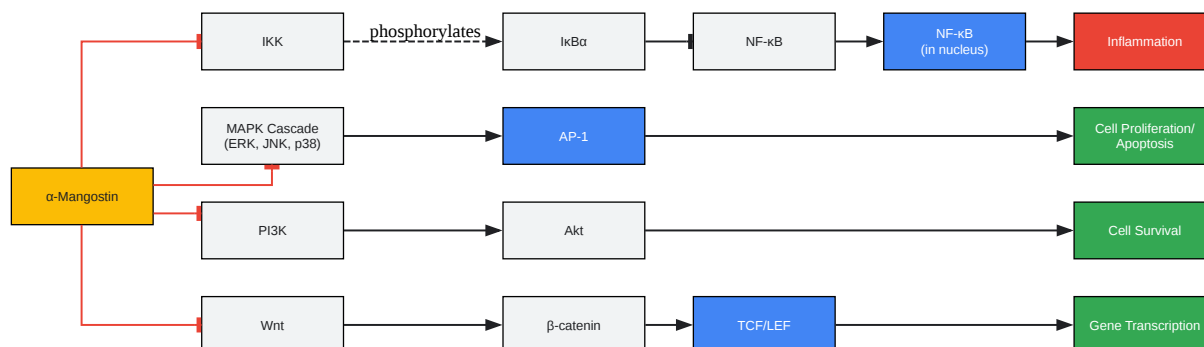 phosphorylates
IKK
IκBα
NF-κB
NF-κB
(in nucleus)
Inflammation
MAPK Cascade
(ERK, JNK, p38)
AP-1
Cell Proliferation/
Apoptosis
α-Mangostin
PI3K
Akt
Cell Survival
Wnt
β-catenin
TCF/LEF
Gene Transcription